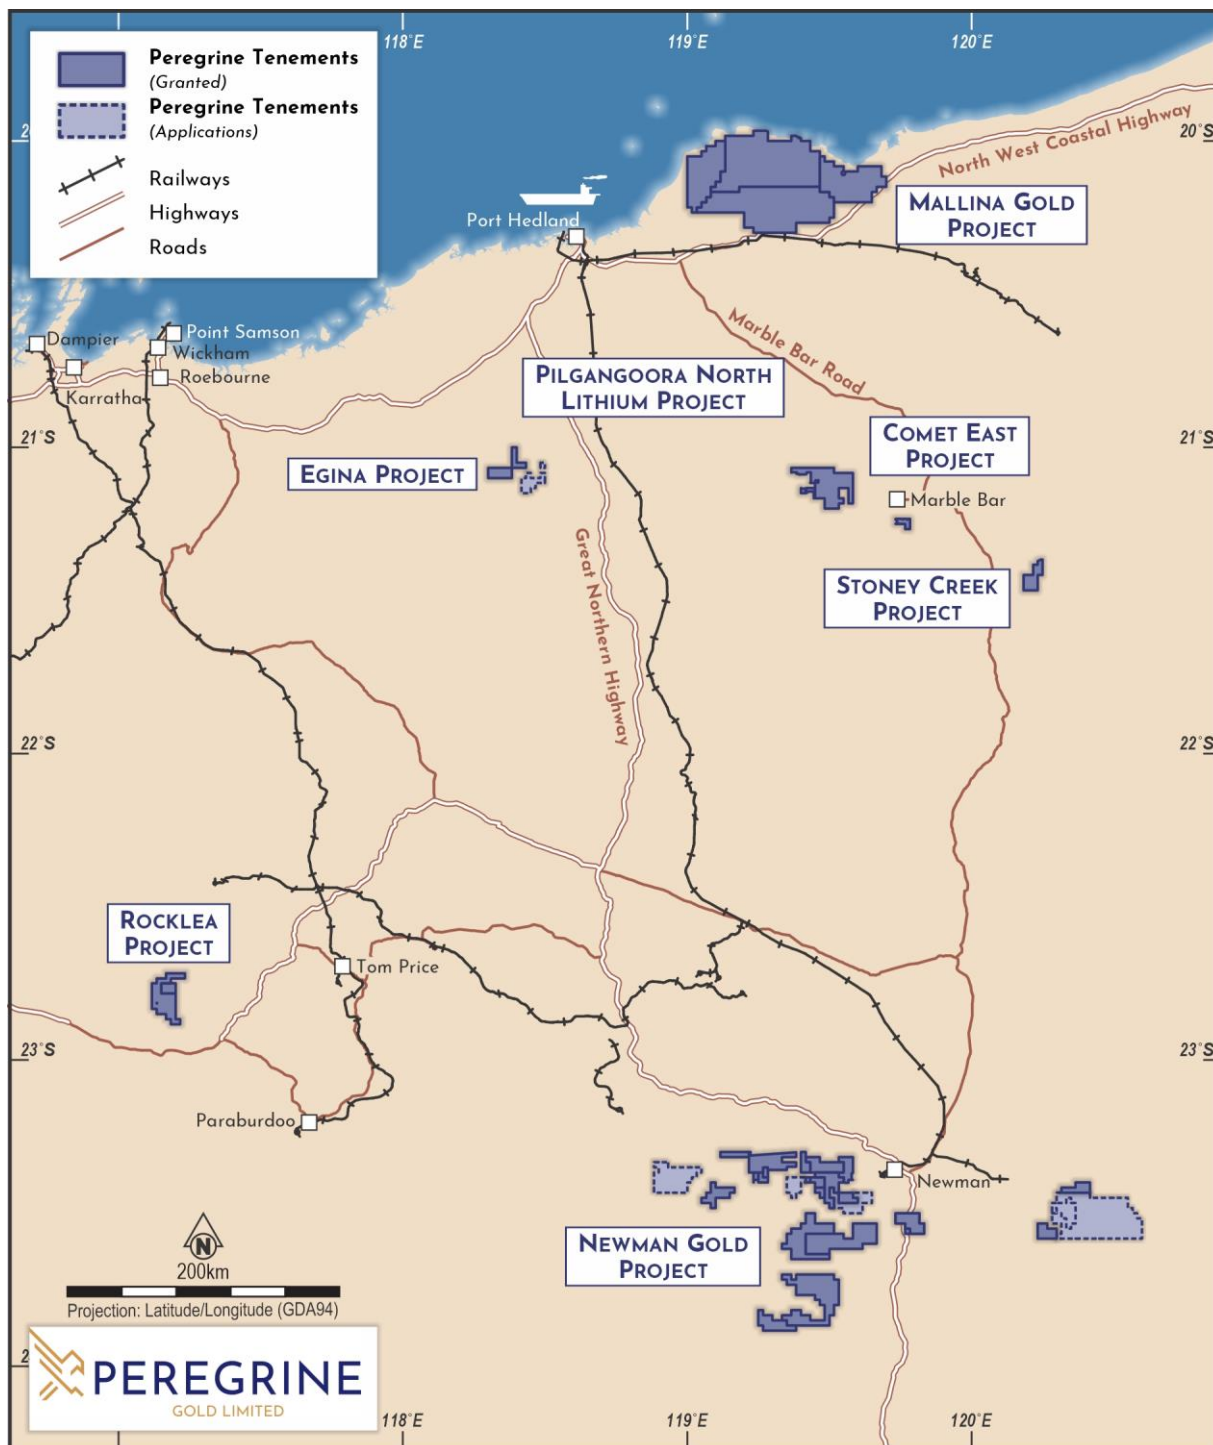 118°E
119°E
120°E
Peregrine Tenements
(Granted)
Peregrine Tenements
(Applications)
Railways
Highways
Roads
20°S
North West Coastal Highway
Mallina Gold
Project
Port Hedland
Marble Bar Road
Dampier
Point Samson
Wickham
Roebourne
Karratha
Pilgangoora North
Lithium Project
21°S
21°S
Comet East
Project
Egina Project
Marble Bar
Great Northern Highway
Stoney Creek
Project
22°S
22°S
Rocklea
Project
Tom Price
23°S
23°S
Paraburdoo
Newman
Newman Gold
Project
N
200km
Projection: Latitude/Longitude (GDA94)
PEREGRINE
GOLD LIMITED
118°E
119°E
120°E